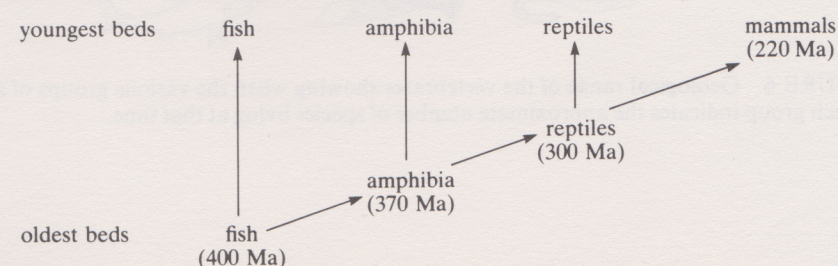 youngest beds fish amphibia reptiles mammals
(220 Ma)
reptiles
(300 Ma)
amphibia
(370 Ma)
oldest beds fish
(400 Ma)